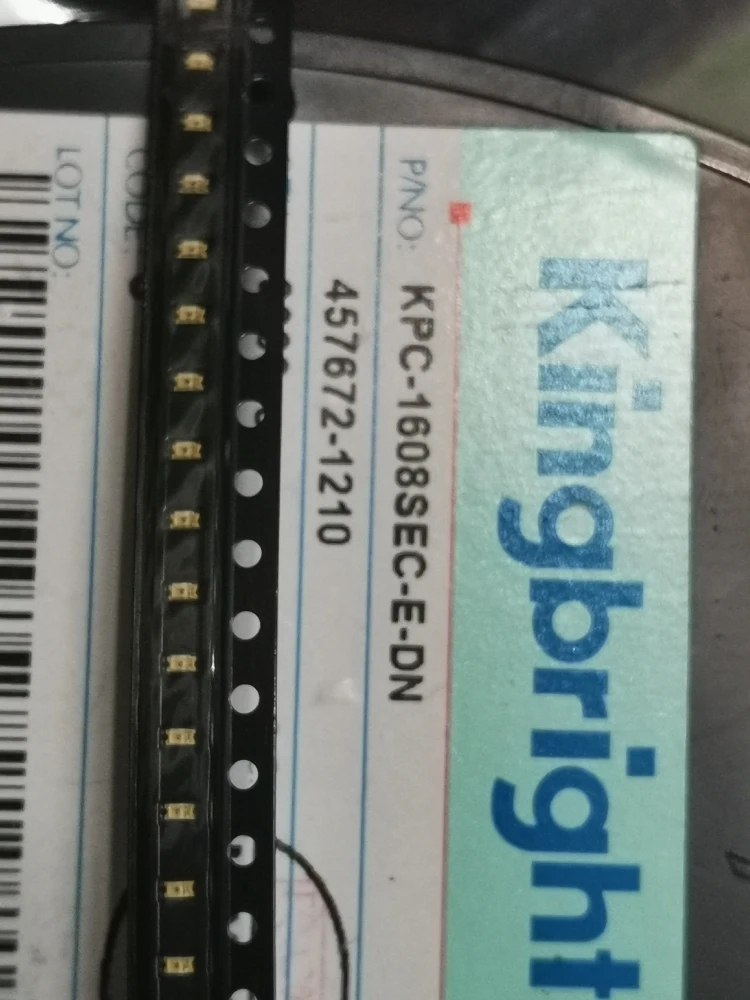 Kingbright
P/NO: KPC-1608SEC-E-DN
457672-1210
CODE
LOT NO: